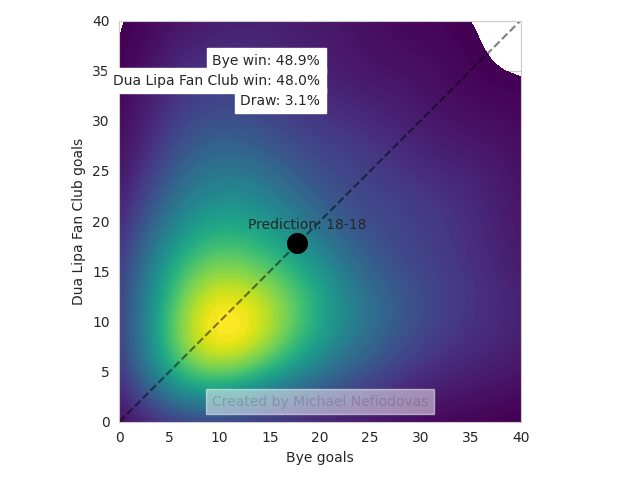 40
35
30
25
20
15
10
5
0
Dua Lipa Fan Club goals
Bye win: 48.9%
Dua Lipa Fan Club win: 48.0%
Draw: 3.1%
Prediction: 18-18
Created by Michael Nefiodovas
0 5 10 15 20 25 30 35 40
Bye goals